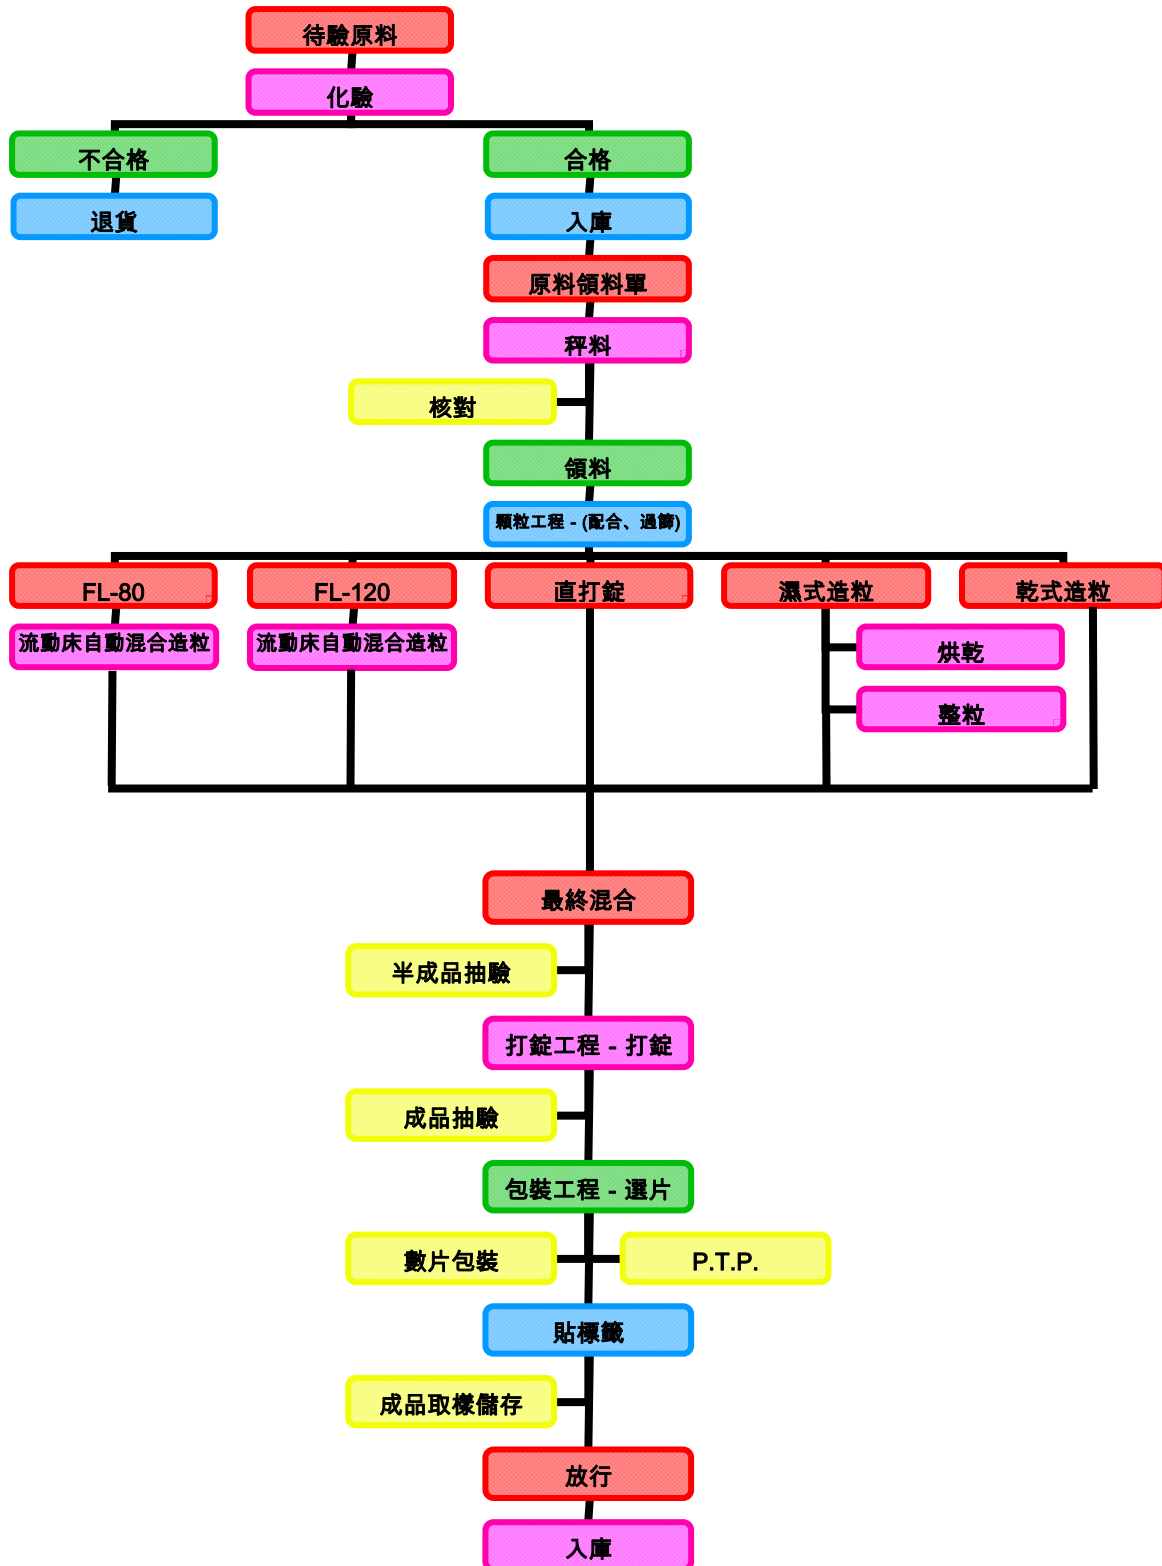 待驗原料
化驗
不合格
合格
退貨
入庫
原料領料單
秤料
核對
領料
顆粒工程 - (配合、過篩)
FL-80
FL-120
直打錠
濕式造粒
乾式造粒
流動床自動混合造粒
流動床自動混合造粒
烘乾
整粒
最終混合
半成品抽驗
打錠工程 - 打錠
成品抽驗
包裝工程 - 選片
數片包裝
P.T.P.
貼標籤
成品取樣儲存
放行
入庫